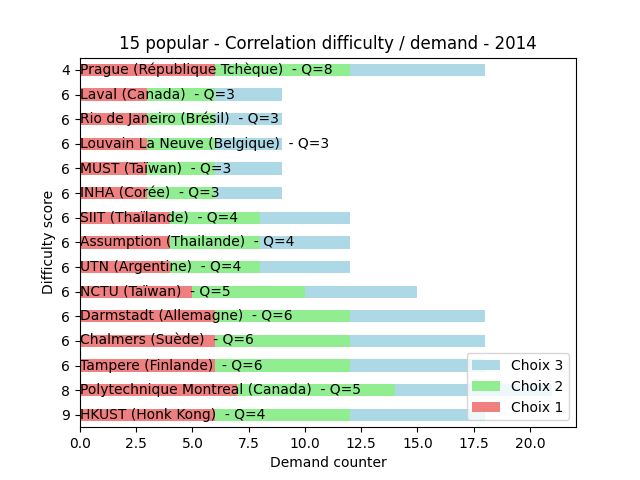 15 popular - Correlation difficulty / demand - 2014
Difficulty score
4 Prague (République Tchèque) - Q=8
6 Laval (Canada) - Q=3
6 Rio de Janeiro (Brésil) - Q=3
6 Louvain La Neuve (Belgique) - Q=3
6 MUST (Taïwan) - Q=3
6 INHA (Corée) - Q=3
6 SIIT (Thaïlande) - Q=4
6 Assumption (Thailande) - Q=4
6 UTN (Argentine) - Q=4
6 NCTU (Taïwan) - Q=5
6 Darmstadt (Allemagne) - Q=6
6 Chalmers (Suède) - Q=6
6 Tampere (Finlande) - Q=6
8 Polytechnique Montreal (Canada) - Q=5
9 HKUST (Honk Kong) - Q=4
Choix 3
Choix 2
Choix 1
0.0 2.5 5.0 7.5 10.0 12.5 15.0 17.5 20.0
Demand counter